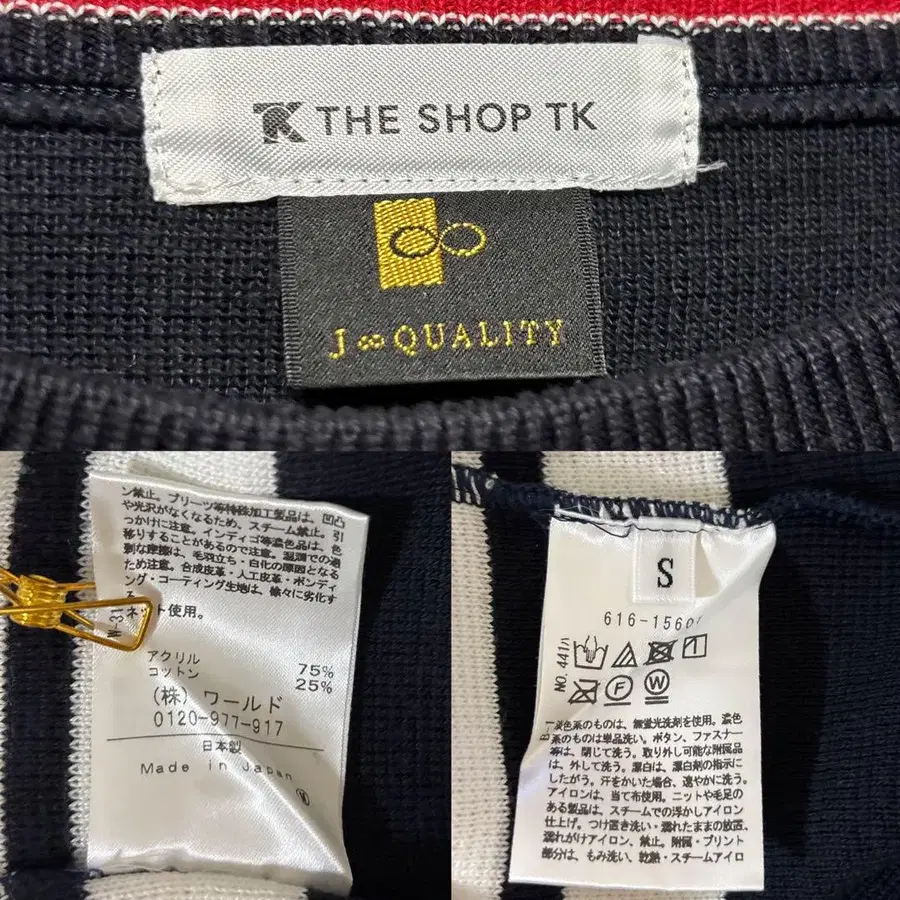 THE SHOP TK
J∞QUALITY
ン禁止。プリーツ等特殊加工製品は、凹凸
や光沢がなくなるため、スチーム禁止。引
っかけに注意。インディゴ等濃色品は、色
移りすることがあるので注意。湿潤での過
剰な摩擦は、毛羽立ち・白化の原因となる
ため注意。合成皮革・人工皮革・ボンディ
ング・コーティング生地は、徐々に劣化す
る。
ネット使用。
アクリル 75%
コットン 25%
(株) ワールド
0120-977-917
日本製
Made in Japan
S
616-1560
NO. 441
淡色系のものは、無蛍光洗剤を使用。濃色
系のものは単品洗い。ボタン、ファスナー
等は、閉じて洗う。取り外し可能な附属品
は、外して洗う。漂白は、漂白剤の指示に
したがう。汗をかいた場合、速やかに洗う。
アイロンは、当て布使用。ニットや毛足の
ある製品は、スチームでの浮かしアイロン
仕上げ。つけ置き洗い・濡れたままの放置、
濡れがけアイロン、禁止。附属・プリント
部分は、もみ洗い、乾熱・スチームアイロ